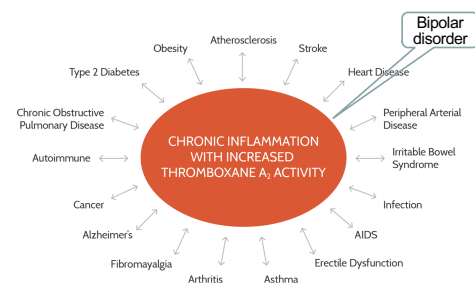 Bipolar
disorder
Atherosclerosis
Stroke
Heart Disease
Peripheral Arterial
Disease
Irritable Bowel
Syndrome
Infection
AIDS
Erectile Dysfunction
Asthma
Arthritis
Fibromayalgia
Alzheimer's
Cancer
Autoimmune
Chronic Obstructive
Pulmonary Disease
Type 2 Diabetes
Obesity
CHRONIC INFLAMMATION
WITH INCREASED
THROMBOXANE A₂ ACTIVITY